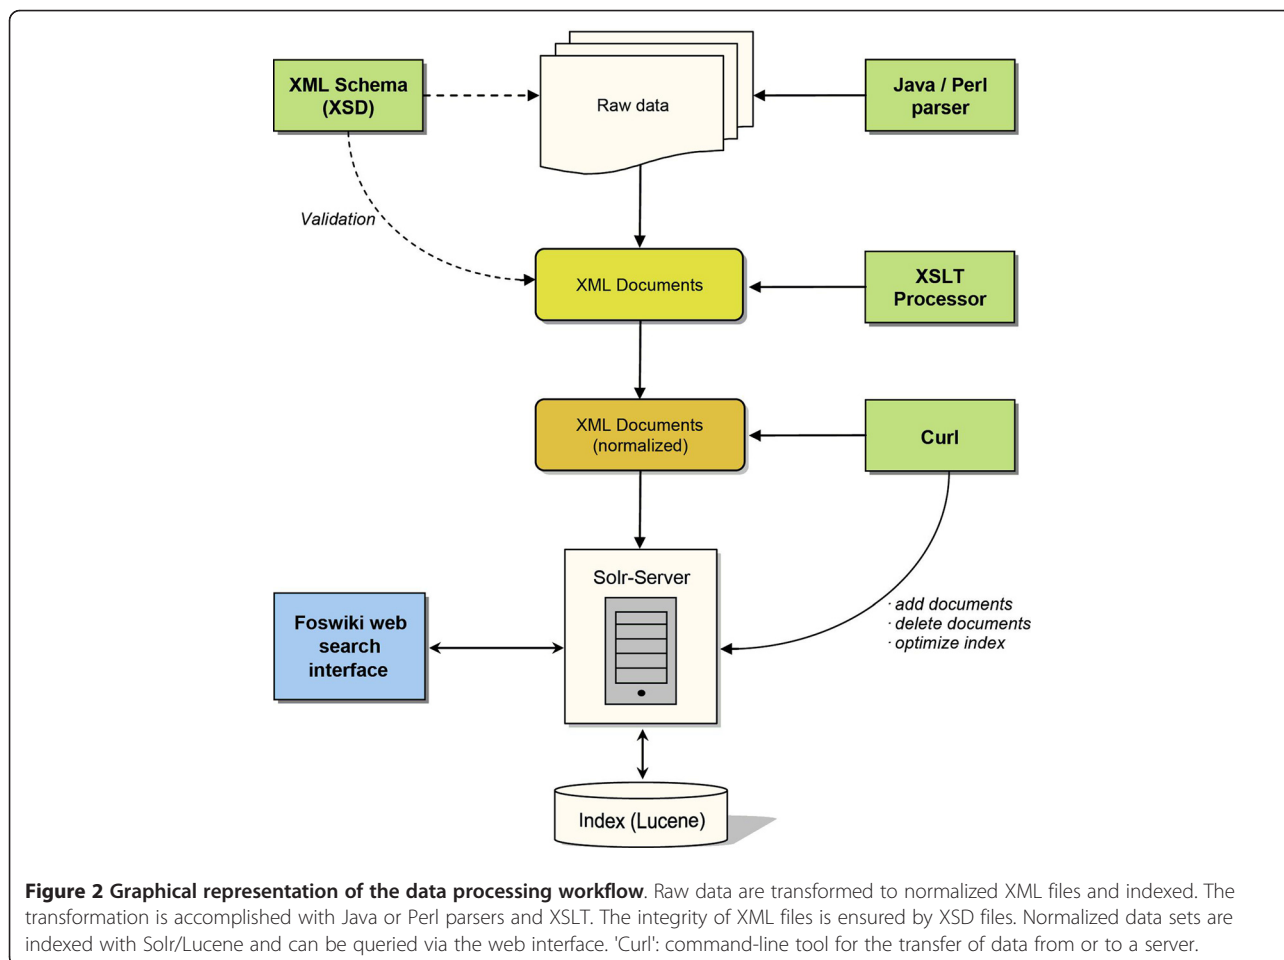 XML Schema
(XSD)
Raw data
Java / Perl
parser
Validation
XML Documents
XSLT
Processor
XML Documents
(normalized)
Curl
Solr-Server
· add documents
· delete documents
· optimize index
Foswiki web
search
interface
Index (Lucene)
Figure 2 Graphical representation of the data processing workflow. Raw data are transformed to normalized XML files and indexed. The
transformation is accomplished with Java or Perl parsers and XSLT. The integrity of XML files is ensured by XSD files. Normalized data sets are
indexed with Solr/Lucene and can be queried via the web interface. 'Curl': command-line tool for the transfer of data from or to a server.